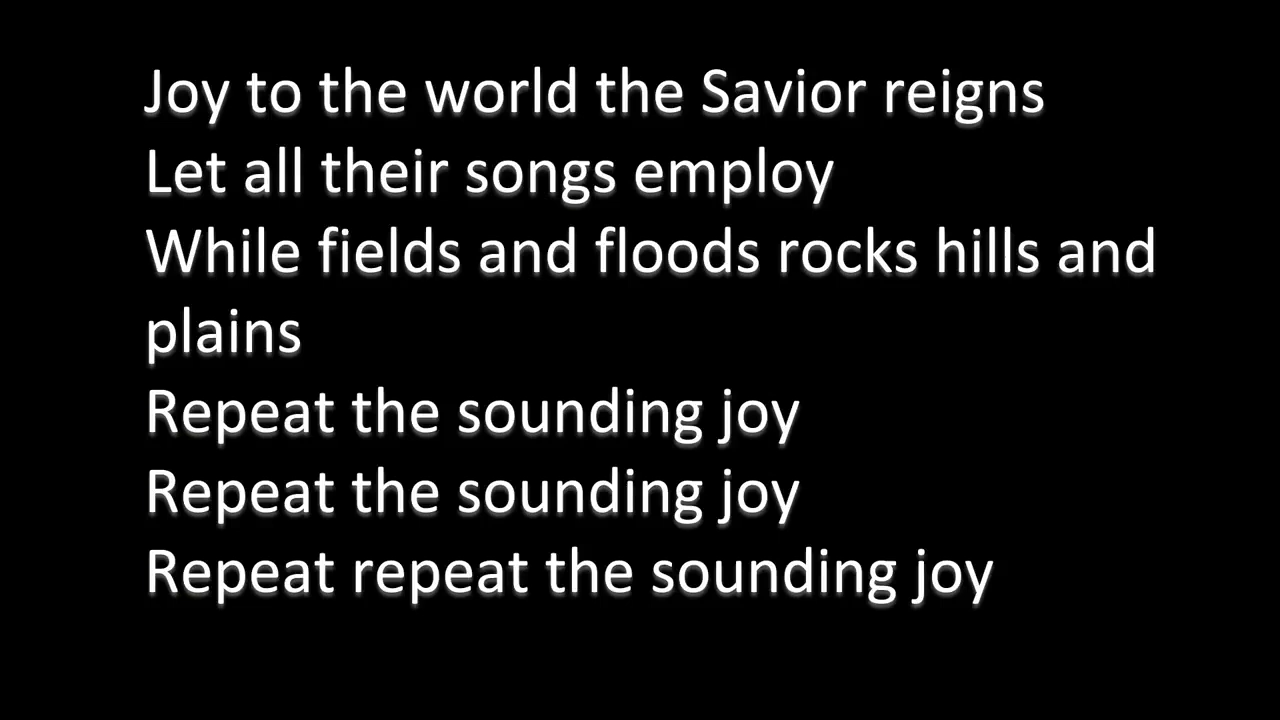 Joy to the world the Savior reigns
Let all their songs employ
While fields and floods rocks hills and
plains
Repeat the sounding joy
Repeat the sounding joy
Repeat repeat the sounding joy